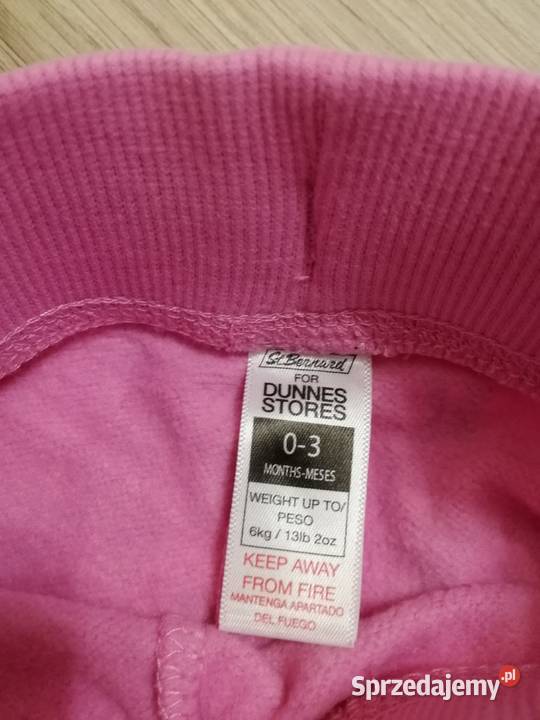 St. Bernard
FOR
DUNNES
STORES
0-3
MONTHS-MESES
WEIGHT UP TO/
PESO
6kg / 13lb 2oz
KEEP AWAY
FROM FIRE
MANTENGA APARTADO
DEL FUEGO
Sprzedajemy.pl